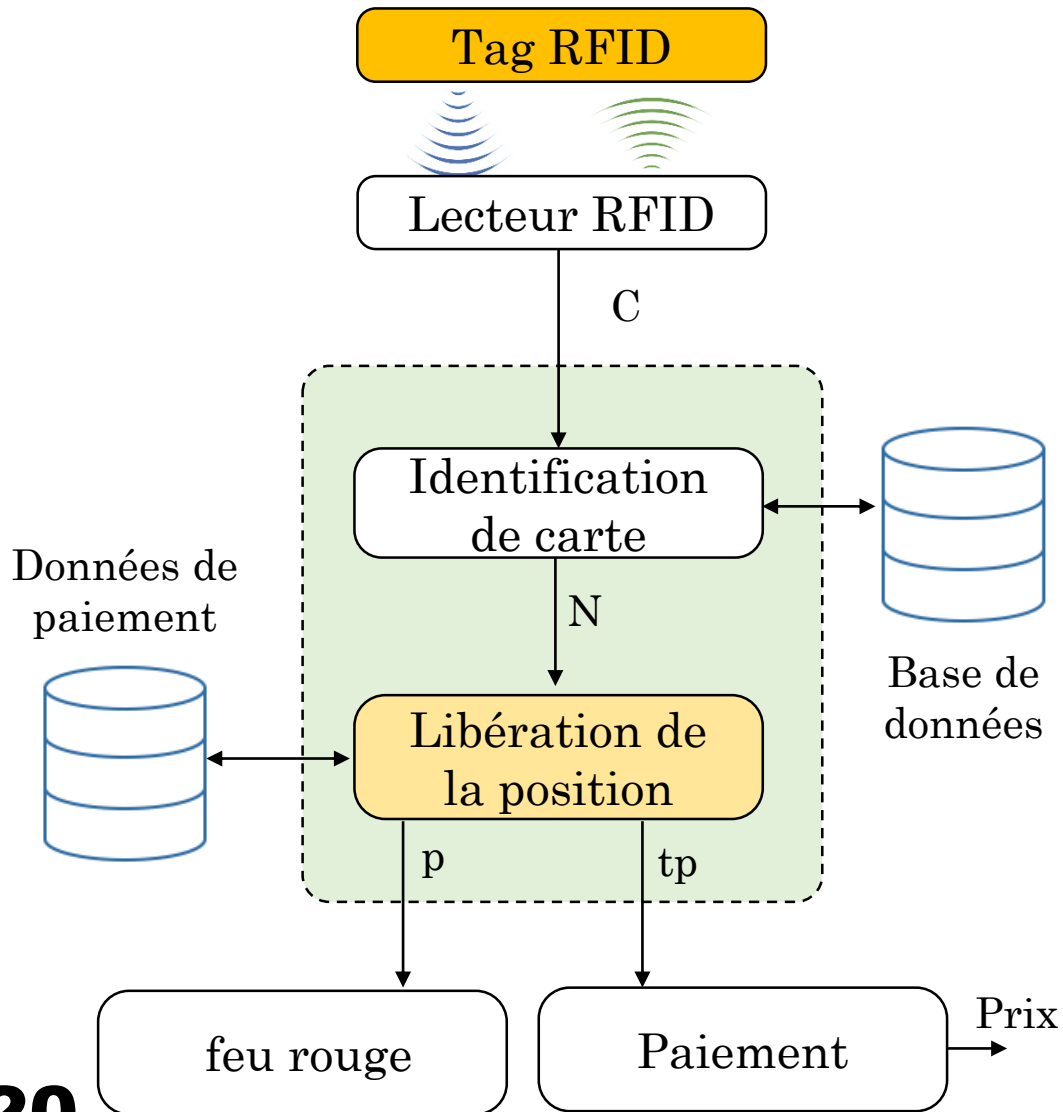 Tag RFID
Lecteur RFID
C
Identification
de carte
N
Données de
paiement
Base de
données
Libération de
la position
p
tp
feu rouge
Paiement
Prix
20